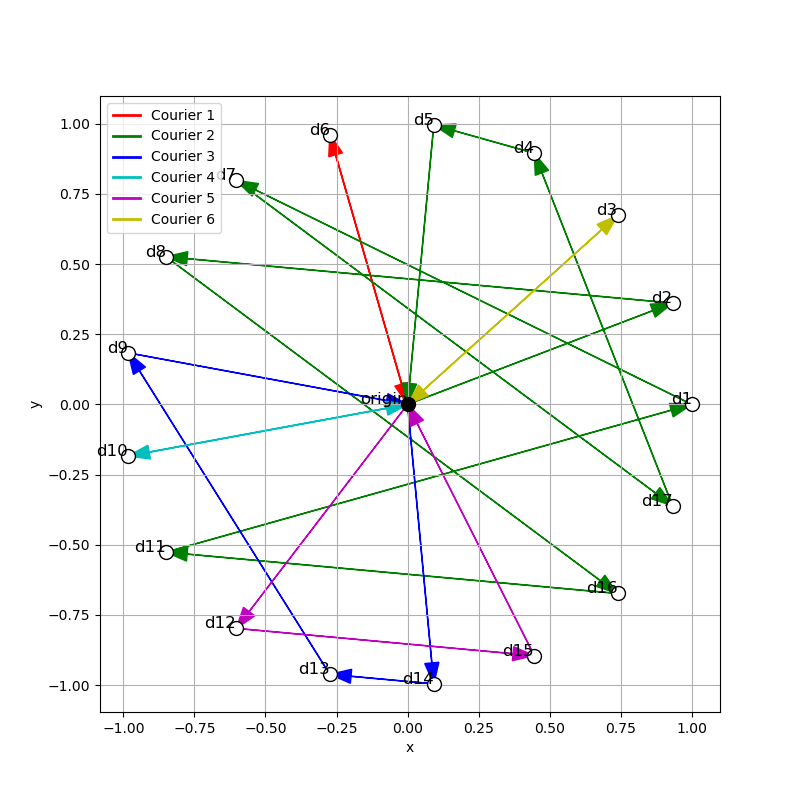 Courier 1
Courier 2
Courier 3
Courier 4
Courier 5
Courier 6
d5
d6
d4
d7
d3
d8
d2
d9
origin
d1
d10
d17
d11
d16
d12
d15
d13
d14
y
1.00
0.75
0.50
0.25
0.00
−0.25
−0.50
−0.75
−1.00
−1.00
−0.75
−0.50
−0.25
0.00
0.25
0.50
0.75
1.00
x